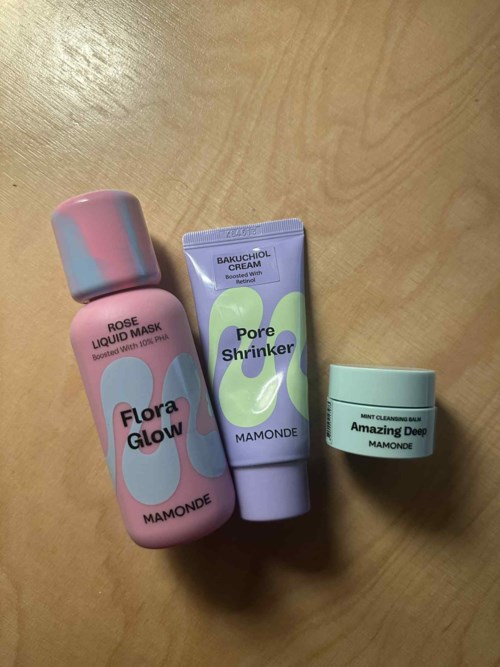 ROSE
LIQUID MASK
Boosted With 10% PHA
Flora
Glow
MAMONDE
BAKUCHIOL
CREAM
Boosted With
Retinol
Pore
Shrinker
MAMONDE
MINT CLEANSING BALM
Amazing Deep
MAMONDE